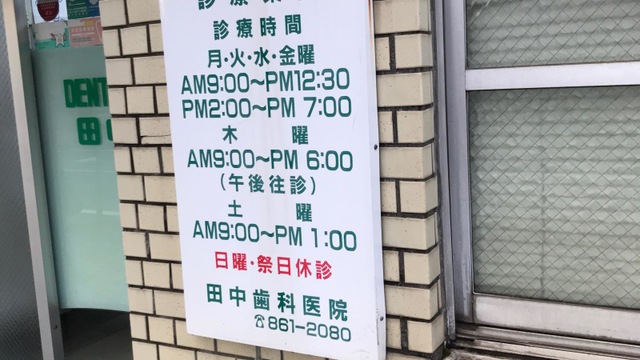 診療時間
月・火・水・金曜
AM9:00～PM12:30
PM2:00～PM 7:00
木 曜
AM9:00～PM 6:00
(午後往診)
土 曜
AM9:00～PM 1:00
日曜・祭日休診
田中歯科医院
☎861-2080
DENT
田